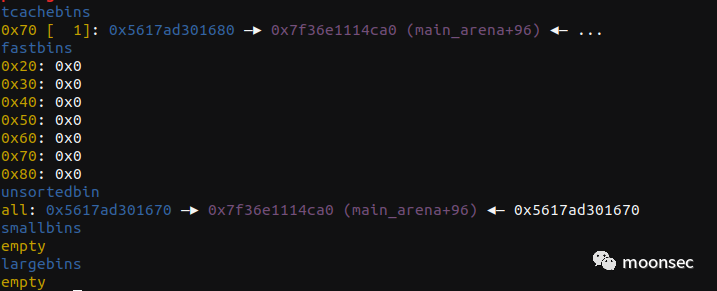 tcachebins
0x70 [  1]: 0x5617ad301680 —▸ 0x7f36e1114ca0 (main_arena+96) ◂— ...
fastbins
0x20: 0x0
0x30: 0x0
0x40: 0x0
0x50: 0x0
0x60: 0x0
0x70: 0x0
0x80: 0x0
unsortedbin
all: 0x5617ad301670 —▸ 0x7f36e1114ca0 (main_arena+96) ◂— 0x5617ad301670
smallbins
empty
largebins
empty
moonsec